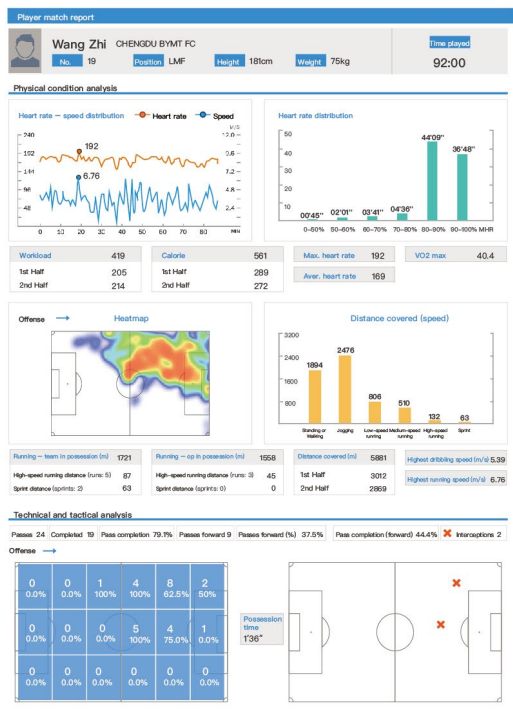 Player match report
Wang Zhi CHENGDU BYMT FC
No. 19 Position LMF Height 181cm Weight 75kg
Time played
92:00
Physical condition analysis
Heart rate — speed distribution Heart rate Speed
V/S
240 12.0
192 9.6
144 7.2
96 4.8
48 2.4
192
6.76
0 10 20 30 40 50 60 70 80 MIN
Heart rate distribution
50
40
30
20
10
00'45" 02'01" 03'41" 04'36" 44'09" 36'48"
0–50% 50–60% 60–70% 70–80% 80–90% 90–100% MHR
Workload 419
1st Half 205
2nd Half 214
Calorie 561
1st Half 289
2nd Half 272
Max. heart rate 192
Aver. heart rate 169
VO2 max 40.4
Offense → Heatmap
Distance covered (speed)
3200
2400
1600
800
1894 2476 806 510 132 63
Standing or Walking Jogging Low-speed running Medium-speed running High-speed running Sprint
Running — team in possession (m) 1721
High-speed running distance (runs: 5) 87
Sprint distance (sprints: 2) 63
Running — op in possession (m) 1558
High-speed running distance (runs: 3) 45
Sprint distance (sprints: 0) 0
Distance covered (m) 5881
1st Half 3012
2nd Half 2869
Highest dribbling speed (m/s) 5.39
Highest running speed (m/s) 6.76
Technical and tactical analysis
Passes 24 Completed 19 Pass completion 79.1% Passes forward 9 Passes forward (%) 37.5% Pass completion (forward) 44.4% Interceptions 2
Offense →
0 0 1 4 8 2
0.0% 0.0% 100% 100% 62.5% 50%
0 0 0 5 4 1
0.0% 0.0% 0.0% 100% 75.0% 0.0%
0 0 0 0 0 0
0.0% 0.0% 0.0% 0.0% 0.0% 0.0%
Possession
time
1'36"